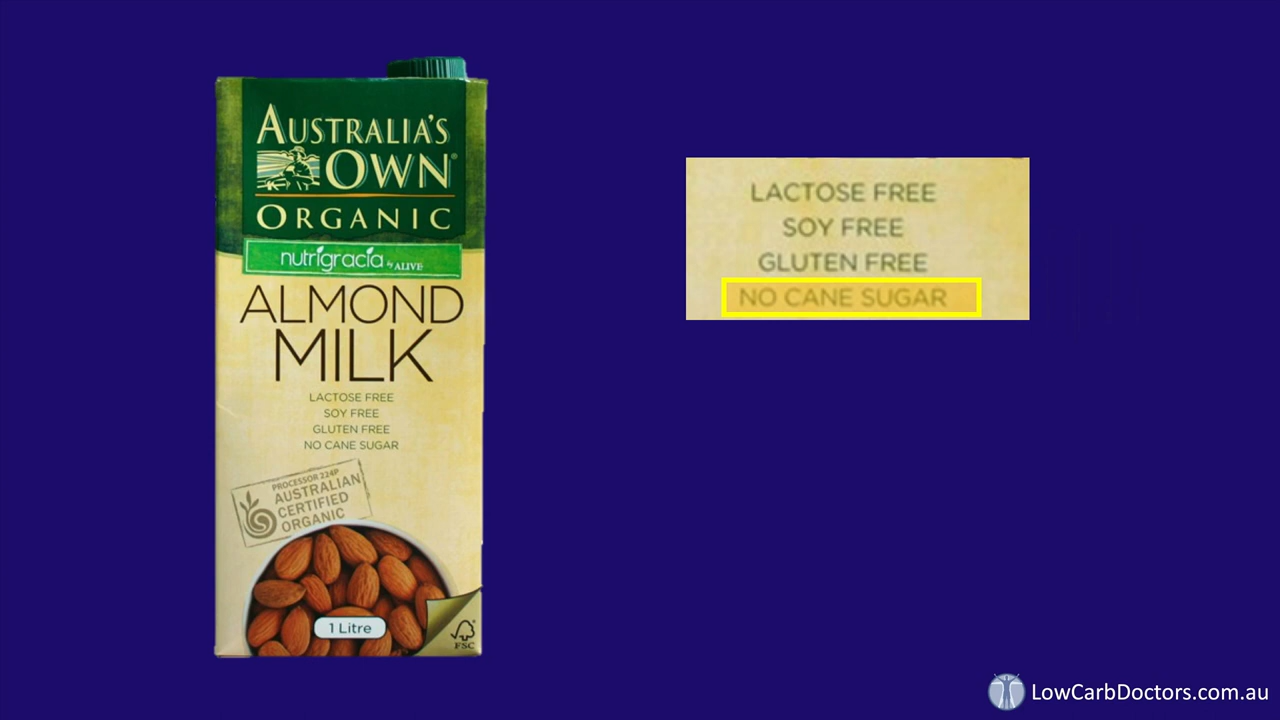 AUSTRALIA'S
OWN®
ORGANIC
nutrigracia by ALIVE
ALMOND
MILK
LACTOSE FREE
SOY FREE
GLUTEN FREE
NO CANE SUGAR
PROCESSOR 224P
AUSTRALIAN
CERTIFIED
ORGANIC
1 Litre
FSC®
LACTOSE FREE
SOY FREE
GLUTEN FREE
NO CANE SUGAR
LowCarbDoctors.com.au